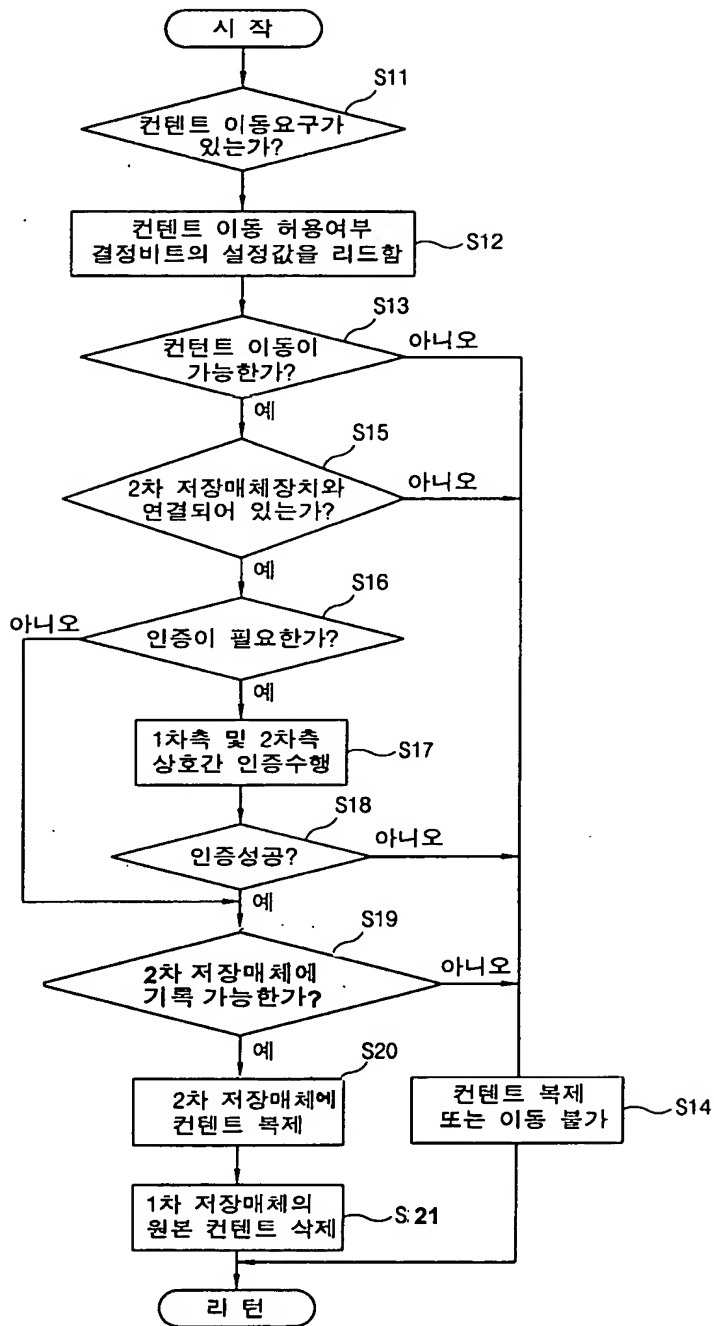 시 작
S11
컨텐트 이동요구가
있는가?
컨텐트 이동 허용여부
결정비트의 설정값을 리드함
S12
S13
컨턴트 이동이
가능한가?
아니오
예
S15
2차 저장매체장치와
연결되어 있는가?
아니오
예
S16
아니오
인증이 필요한가?
예
1차측 및 2차측
상호간 인증수행
S17
S18
인증성공?
아니오
예
S19
2차 저장매체에
기록 가능한가?
아니오
예
S20
2차 저장매체에
컨텐트 복제
컨텐트 복제
또는 이동 불가
S14
1차 저장매체의
원본 컨텐트 삭제
S21
리 턴